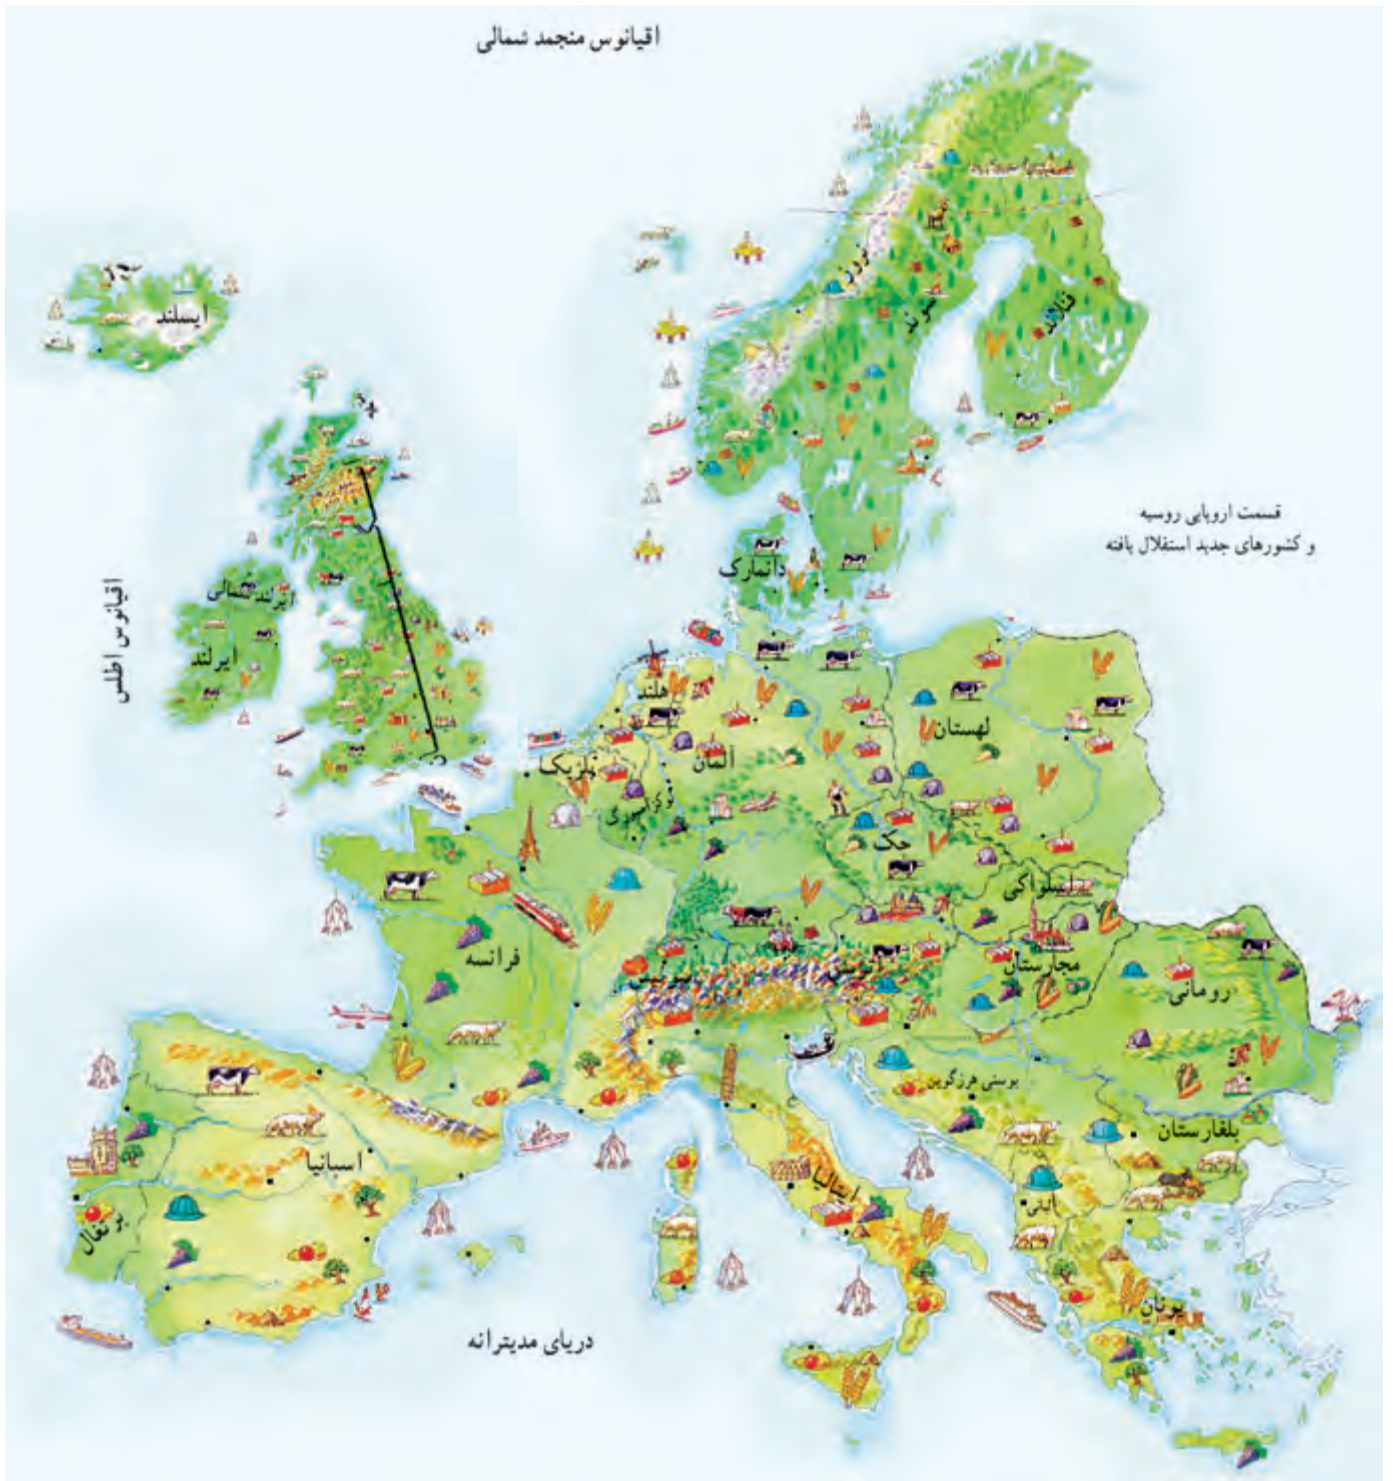 اقیانوس منجمد شمالی
نروژ
سوئد
فنلاند
ایسلند
قسمت اروپایی روسیه
و کشورهای جدید استقلال یافته
دانمارک
ایرلند شمالی
ایرلند
اقیانوس اطلس
هلند
لهستان
آلمان
بلژیک
لوکزامبورگ
چک
اسلواکی
فرانسه
سوئیس
اتریش
مجارستان
رومانی
بوسنی هرزگوین
بلغارستان
اسپانیا
ایتالیا
آلبانی
پرتغال
یونان
دریای مدیترانه